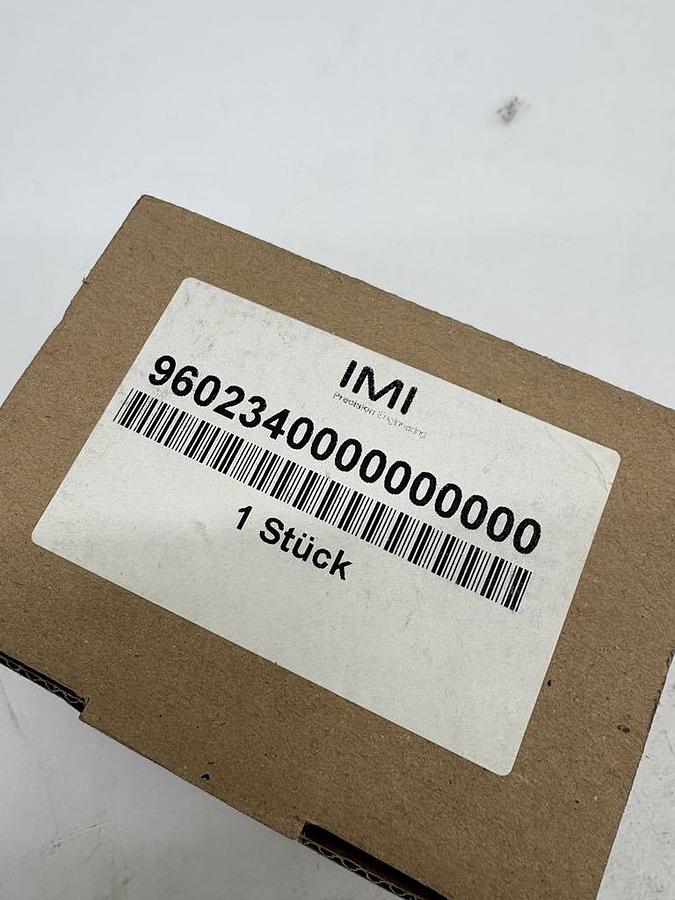 IMI
Precision Engineering
9602340000000000
1 Stück